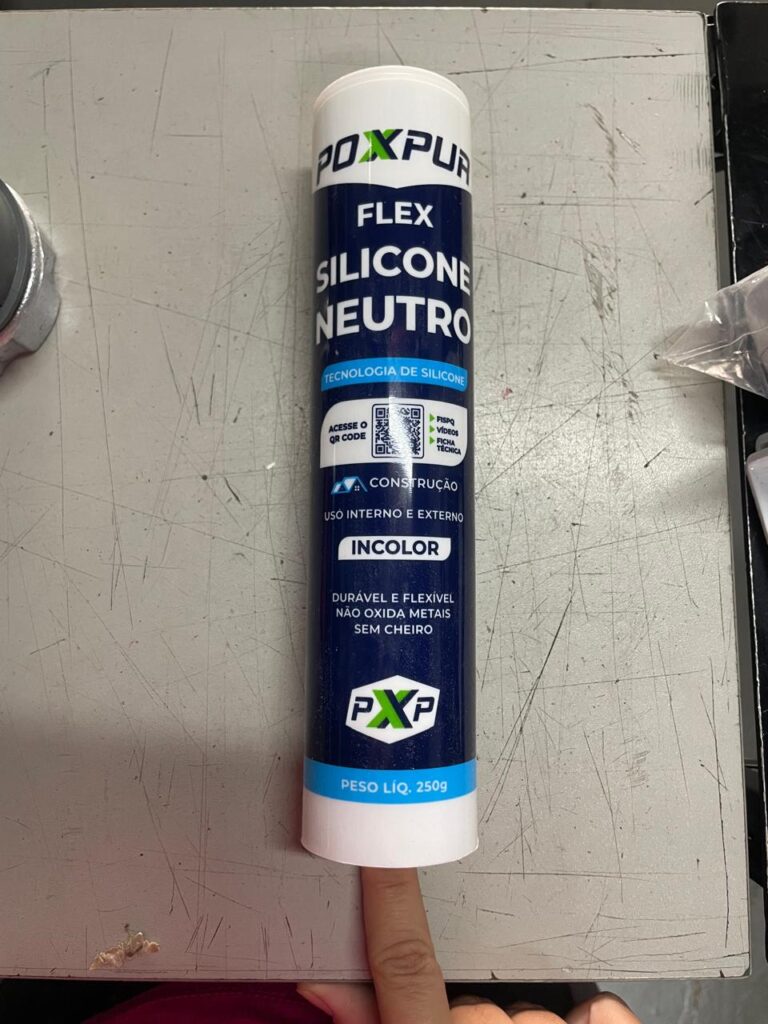 POXPUR
FLEX
SILICONE
NEUTRO
TECNOLOGIA DE SILICONE
ACESSE O
QR CODE
FISPQ
VÍDEOS
FICHA
TÉCNICA
CONSTRUÇÃO
USO INTERNO E EXTERNO
INCOLOR
DURÁVEL E FLEXÍVEL
NÃO OXIDA METAIS
SEM CHEIRO
PXP
PESO LÍQ. 250g